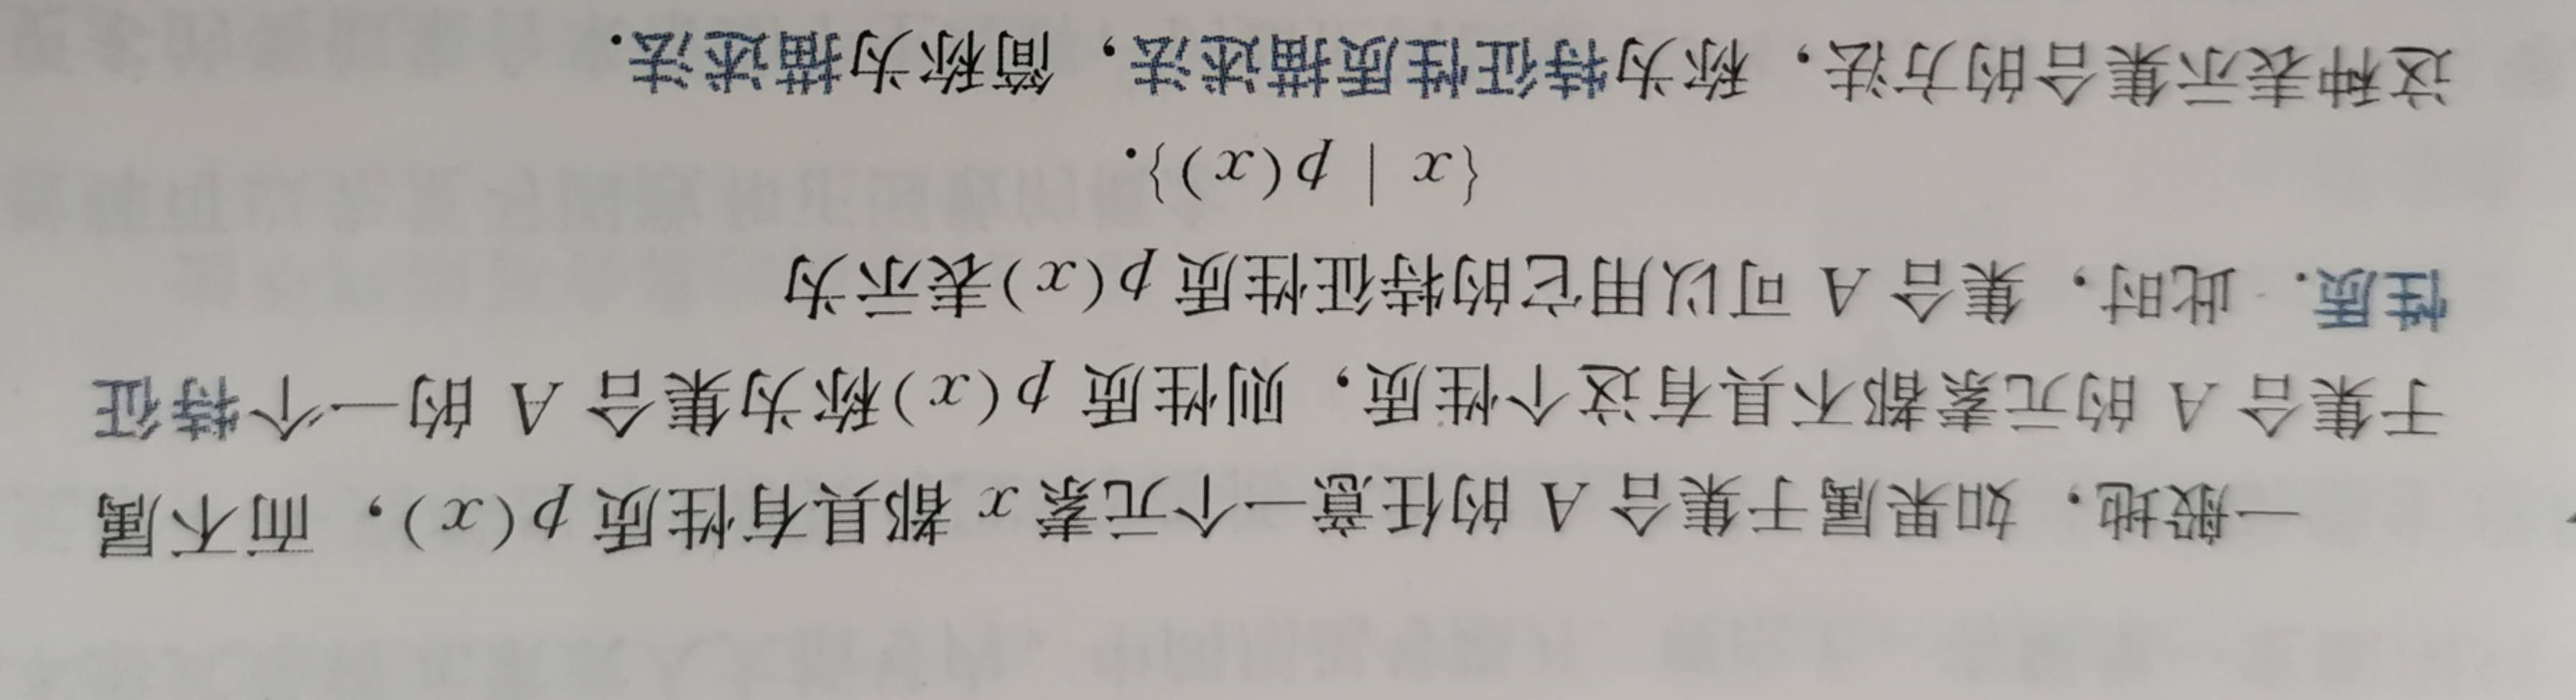 一般地，如果属于集合 A 的任意一个元素 x 都具有性质 p(x)，而不属
于集合 A 的元素都不具有这个性质，则性质 p(x)称为集合 A 的一个特征
性质．此时，集合 A 可以用它的特征性质 p(x)表示为
{x | p(x)}．
这种表示集合的方法，称为特征性质描述法，简称为描述法．